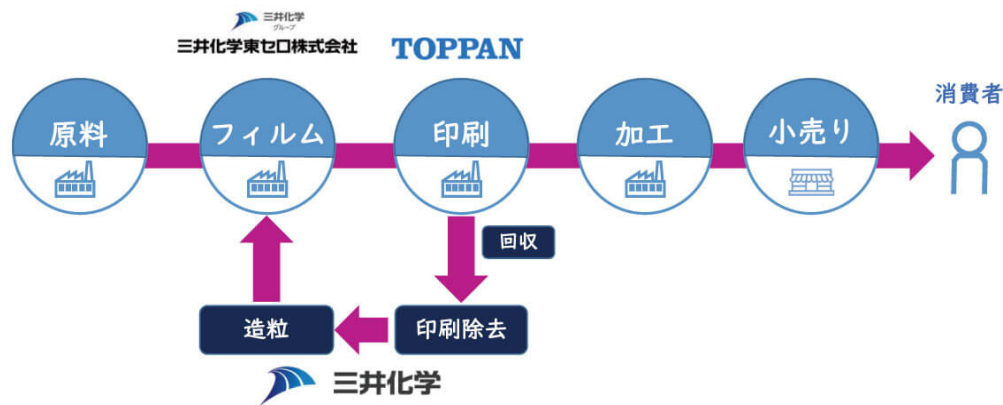 三井化学
グループ
三井化学東セロ株式会社
TOPPAN
原料
フィルム
印刷
加工
小売り
消費者
回収
造粒
印刷除去
三井化学